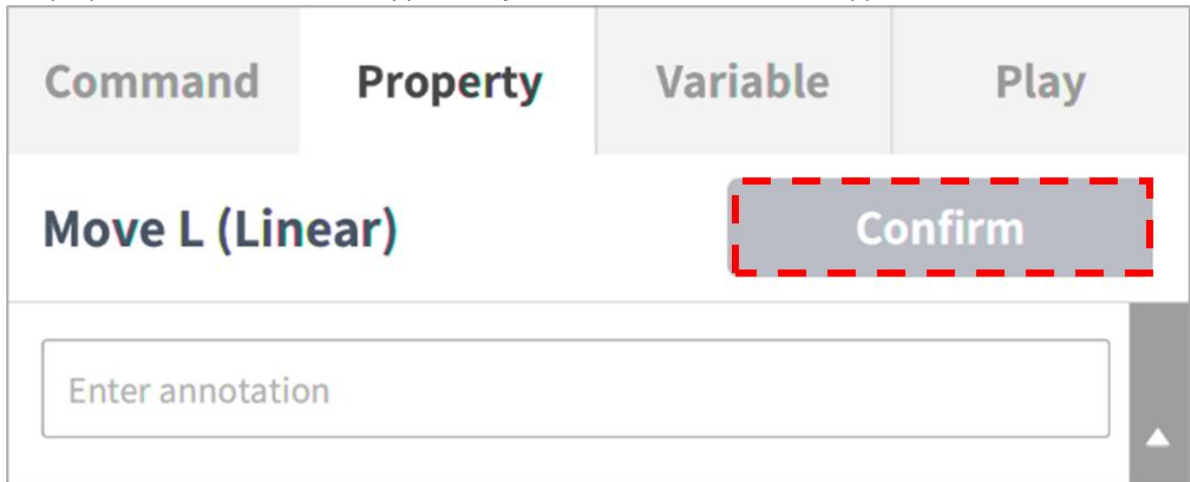 Command Property Variable Play
Move L (Linear) Confirm
Enter annotation